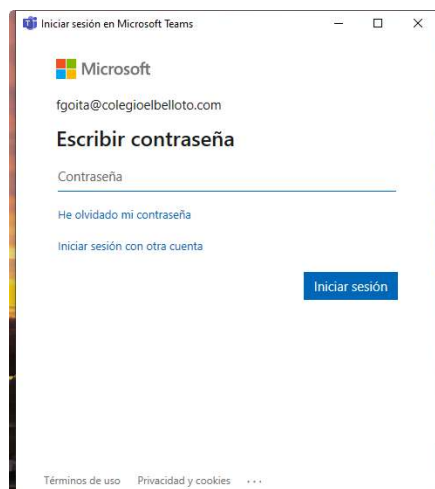 Iniciar sesión en Microsoft Teams
Microsoft
fgoita@colegioelbelloto.com
Escribir contraseña
Contraseña
He olvidado mi contraseña
Iniciar sesión con otra cuenta
Iniciar sesión
Términos de uso Privacidad y cookies ...